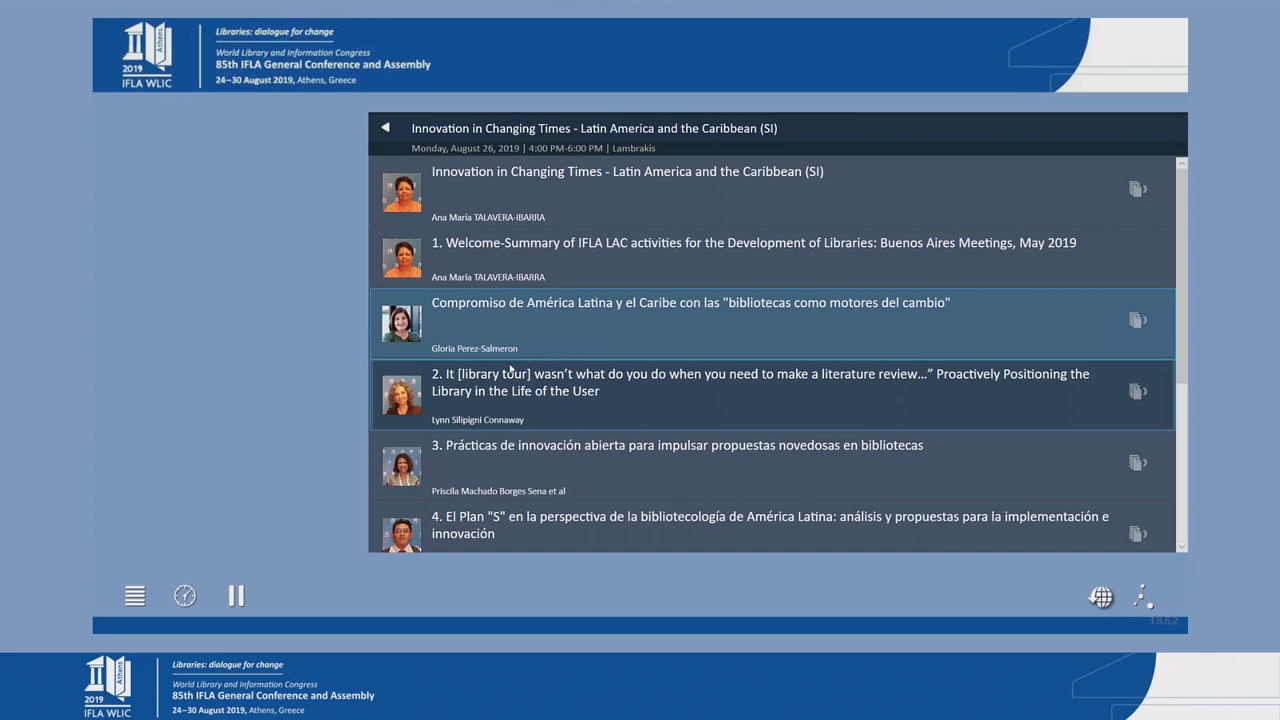 Libraries: dialogue for change
World Library and Information Congress
85th IFLA General Conference and Assembly
24–30 August 2019, Athens, Greece
Athens
2019
IFLA WLIC
Innovation in Changing Times - Latin America and the Caribbean (SI)
Monday, August 26, 2019 | 4:00 PM-6:00 PM | Lambrakis
Innovation in Changing Times - Latin America and the Caribbean (SI)
Ana María TALAVERA-IBARRA
1. Welcome-Summary of IFLA LAC activities for the Development of Libraries: Buenos Aires Meetings, May 2019
Ana María TALAVERA-IBARRA
Compromiso de América Latina y el Caribe con las "bibliotecas como motores del cambio"
Gloria Perez-Salmeron
2. It [library tour] wasn't what do you do when you need to make a literature review…” Proactively Positioning the
Library in the Life of the User
Lynn Silipigni Connaway
3. Prácticas de innovación abierta para impulsar propuestas novedosas en bibliotecas
Priscila Machado Borges Sena et al
4. El Plan "S" en la perspectiva de la bibliotecología de América Latina: análisis y propuestas para la implementación e
innovación
3.8.6.2
Libraries: dialogue for change
World Library and Information Congress
85th IFLA General Conference and Assembly
24–30 August 2019, Athens, Greece
Athens
2019
IFLA WLIC